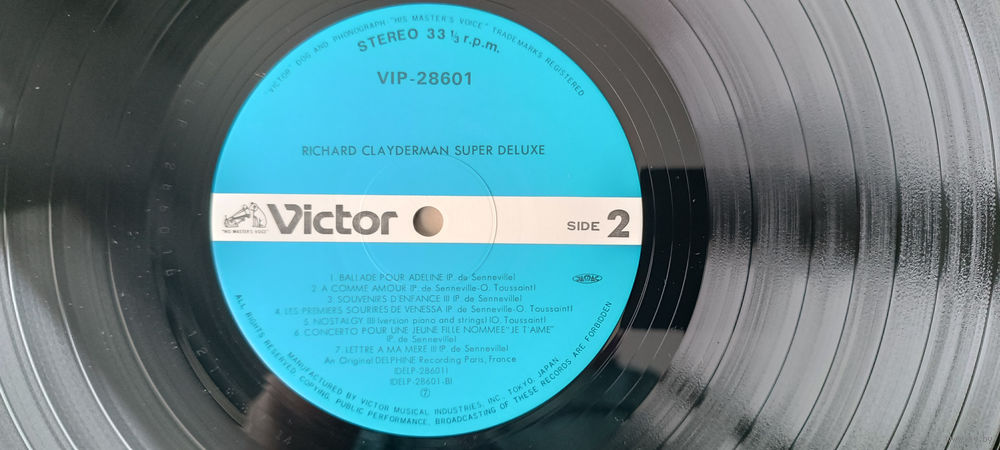 "VICTOR" DOG AND PHONOGRAPH "HIS MASTER'S VOICE" TRADEMARKS REGISTERED
STEREO 33 1/3 r.p.m.
VIP-28601
RICHARD CLAYDERMAN SUPER DELUXE
"HIS MASTER'S VOICE"
Victor
SIDE 2
1. BALLADE POUR ADELINE (P. de Senneville)
JASRAC
2. A COMME AMOUR (P. de Senneville-O. Toussaint)
3. SOUVENIRS D'ENFANCE III (P. de Senneville)
4. LES PREMIERS SOURIRES DE VENESSA (P. de Senneville-O. Toussaint)
5. NOSTALGY III (version piano and strings) (O. Toussaint)
6. CONCERTO POUR UNE JEUNE FILLE NOMMEE "JE T'AIME"
(P. de Senneville)
7. LETTRE A MA MERE III (P. de Senneville)
An Original DELPHINE Recording Paris, France
(DELP-28601)
(DELP-28601-B)
⑦
MANUFACTURED BY VICTOR MUSICAL INDUSTRIES, INC., TOKYO, JAPAN
ALL RIGHTS RESERVED. COPYING, PUBLIC PERFORMANCE, BROADCASTING OF THESE RECORDS ARE FORBIDDEN